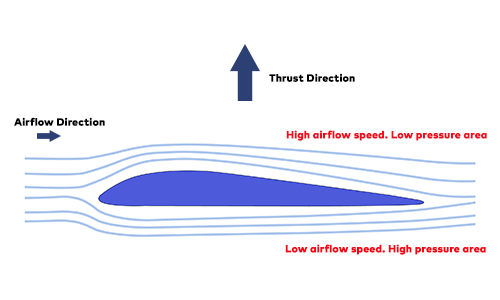 Thrust Direction
Airflow Direction
High airflow speed. Low pressure area
Low airflow speed. High pressure area